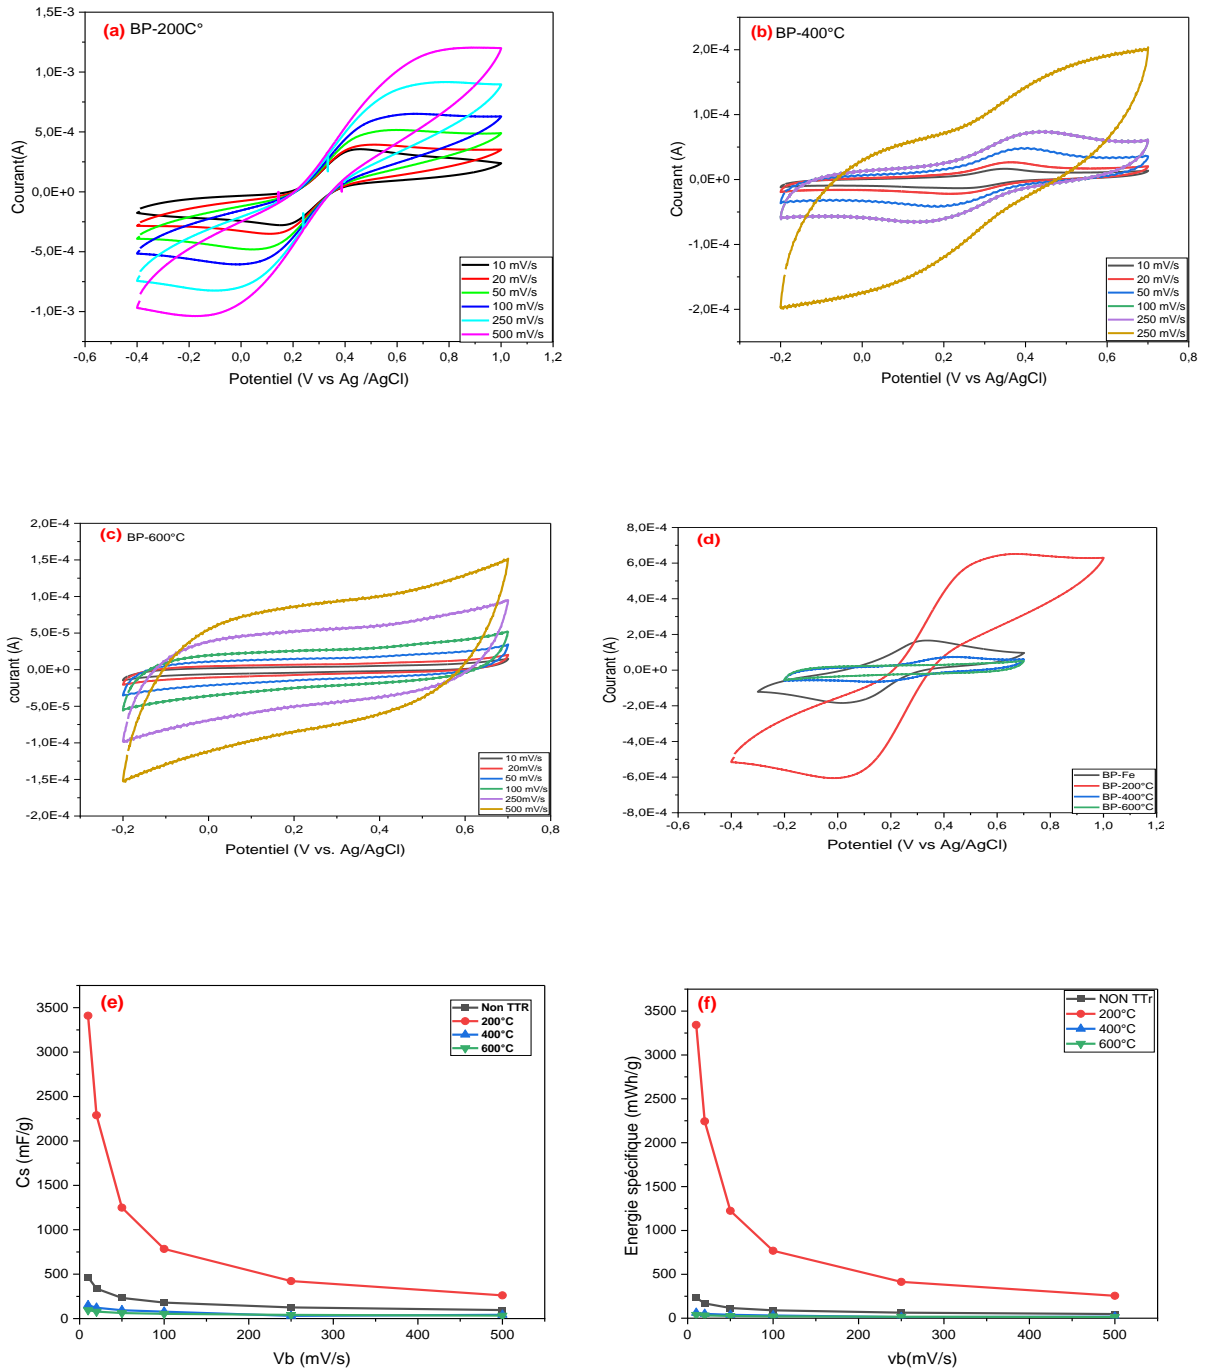 (a) BP-200C°
1,5E-3
1,0E-3
5,0E-4
0,0E+0
-5,0E-4
-1,0E-3
Courant(A)
-0,6 -0,4 -0,2 0,0 0,2 0,4 0,6 0,8 1,0 1,2
Potentiel (V vs Ag /AgCl)
10 mV/s
20 mV/s
50 mV/s
100 mV/s
250 mV/s
500 mV/s
(b) BP-400°C
2,0E-4
1,0E-4
0,0E+0
-1,0E-4
-2,0E-4
Courant (A)
-0,2 0,0 0,2 0,4 0,6 0,8
Potentiel (V vs Ag/AgCl)
10 mV/s
20 mV/s
50 mV/s
100 mV/s
250 mV/s
250 mV/s
(c) BP-600°C
2,0E-4
1,5E-4
1,0E-4
5,0E-5
0,0E+0
-5,0E-5
-1,0E-4
-1,5E-4
-2,0E-4
courant (A)
-0,2 0,0 0,2 0,4 0,6 0,8
Potentiel (V vs. Ag/AgCl)
10 mV/s
20mV/s
50 mV/s
100 mV/s
250mV/s
500 mV/s
(d)
8,0E-4
6,0E-4
4,0E-4
2,0E-4
0,0E+0
-2,0E-4
-4,0E-4
-6,0E-4
-8,0E-4
Courant (A)
-0,6 -0,4 -0,2 0,0 0,2 0,4 0,6 0,8 1,0 1,2
Potentiel (V vs Ag/AgCl)
BP-Fe
BP-200°C
BP-400°C
BP-600°C
(e)
3500
3000
2500
2000
1500
1000
500
0
Cs (mF/g)
0 100 200 300 400 500
Vb (mV/s)
Non TTR
200°C
400°C
600°C
(f)
3500
3000
2500
2000
1500
1000
500
0
Energie spécifique (mWh/g)
0 100 200 300 400 500
vb(mV/s)
NON TTr
200°C
400°C
600°C